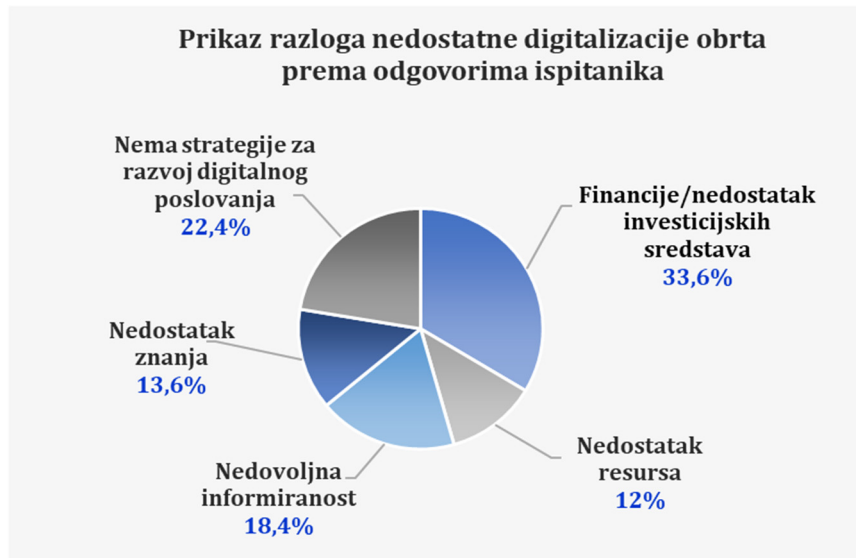 Prikaz razloga nedostatne digitalizacije obrta
prema odgovorima ispitanika
Nema strategije za
razvoj digitalnog
poslovanja
22,4%
Financije/nedostatak
investicijskih
sredstava
33,6%
Nedostatak
znanja
13,6%
Nedovoljna
informiranost
18,4%
Nedostatak
resursa
12%